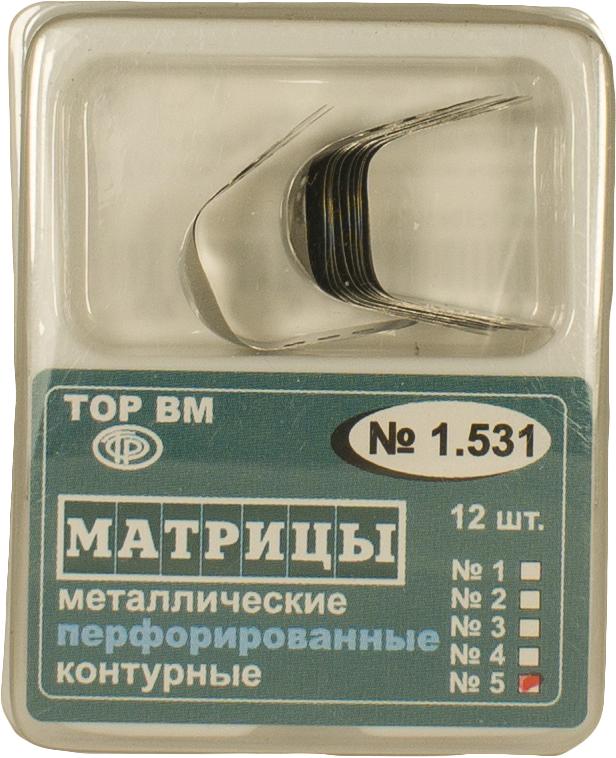 ТОР ВМ
№ 1.531
12 шт.
МАТРИЦЫ
металлические
перфорированные
контурные
№ 1
№ 2
№ 3
№ 4
№ 5